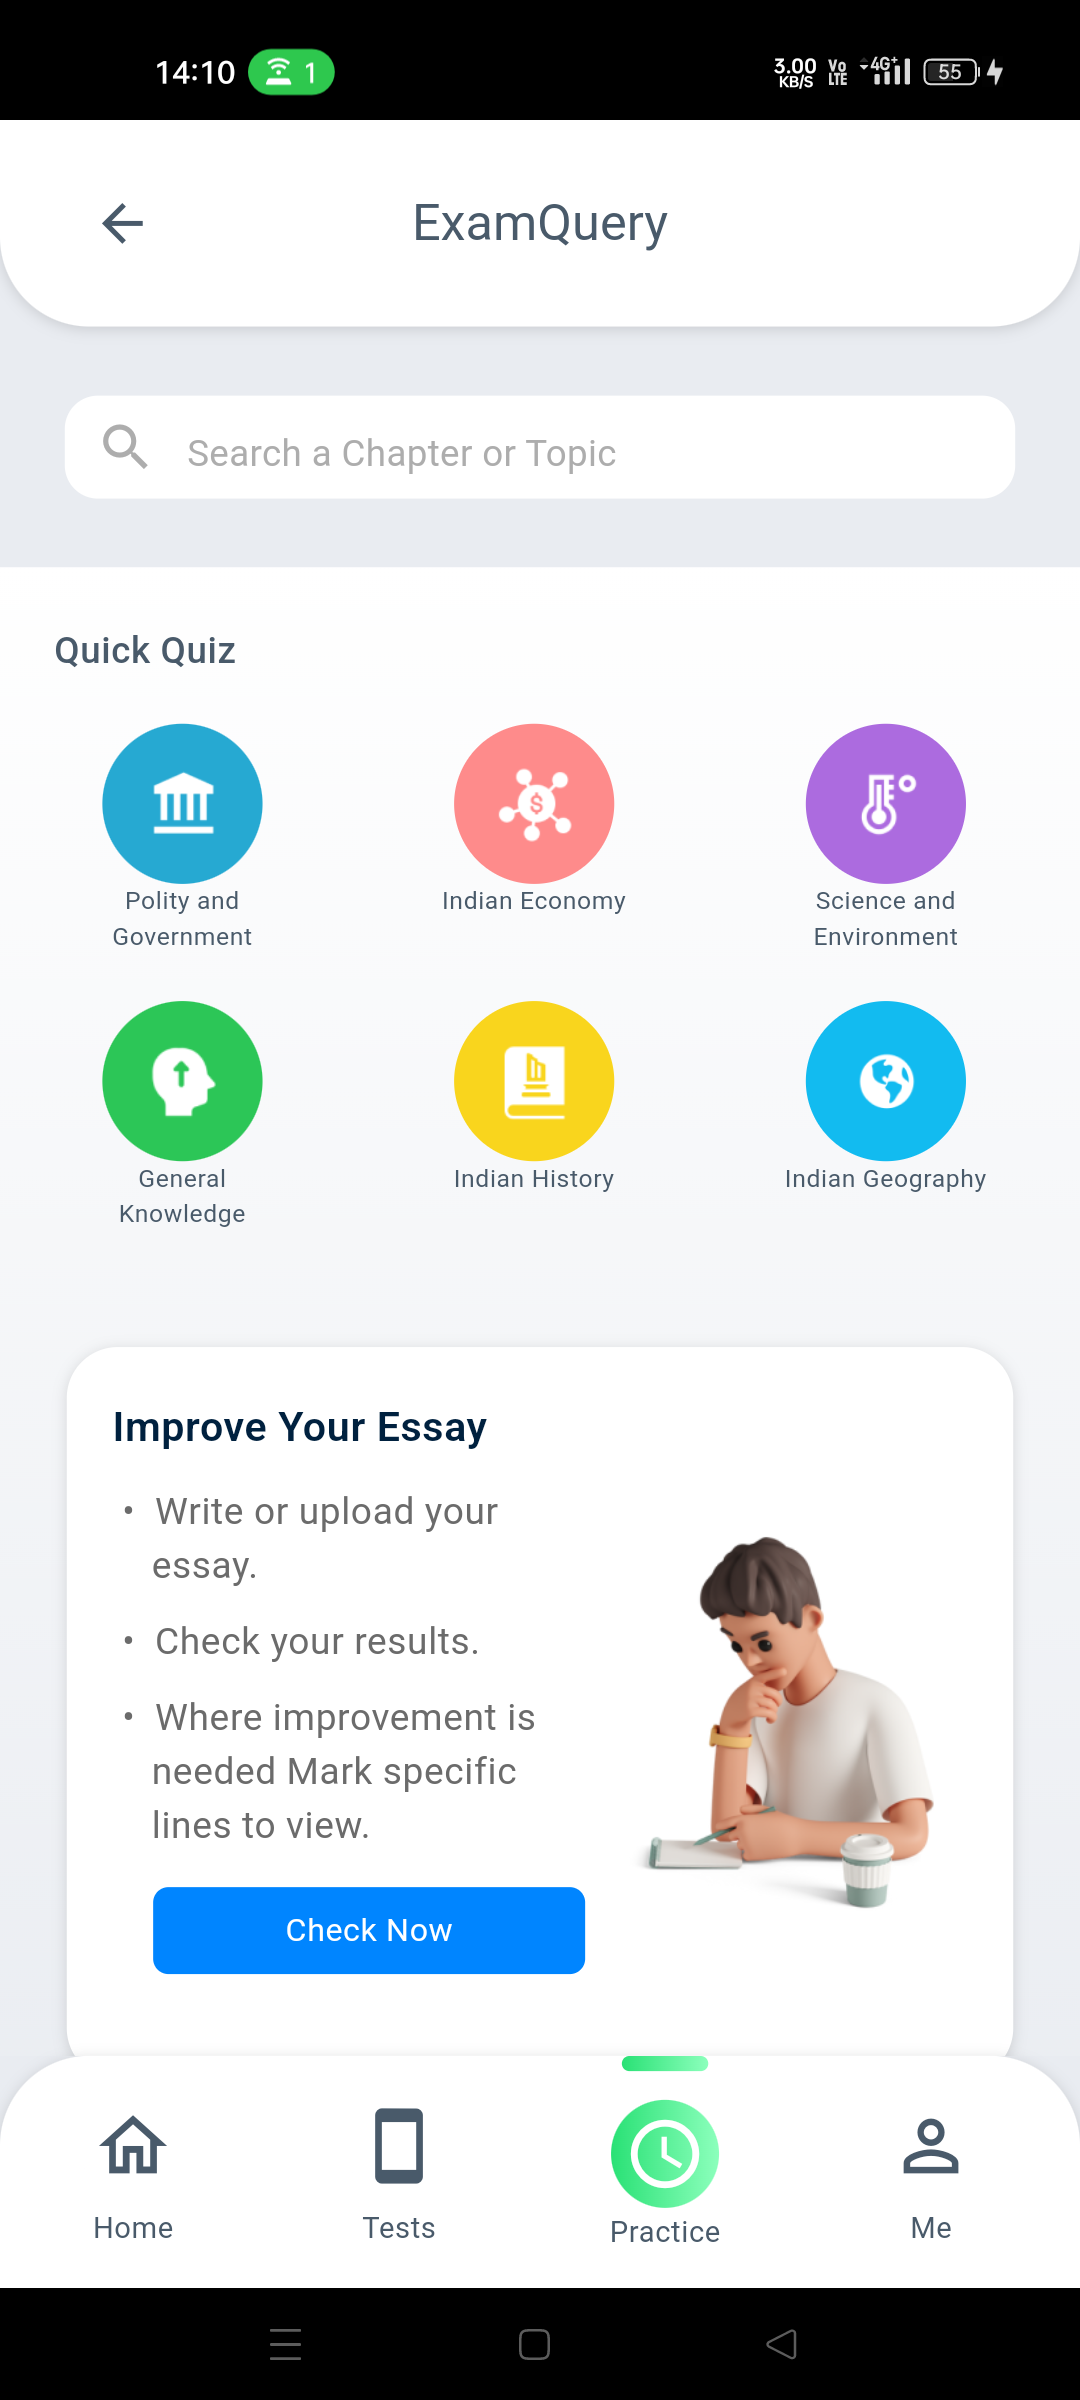 14:10 1 3.00 KB/S Vo LTE 4G+ 55
ExamQuery
Search a Chapter or Topic
Quick Quiz
Polity and
Government
Indian Economy
Science and
Environment
General
Knowledge
Indian History
Indian Geography
Improve Your Essay
• Write or upload your
essay.
• Check your results.
• Where improvement is
needed Mark specific
lines to view.
Check Now
Home
Tests
Practice
Me